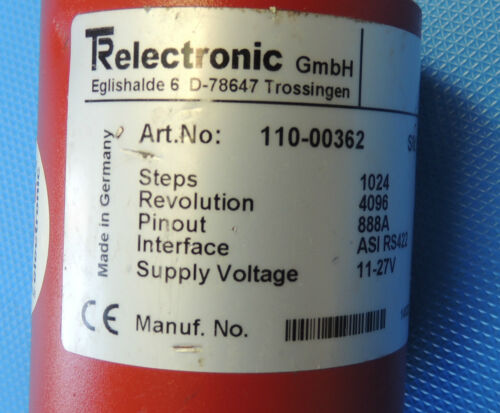 TRelectronic GmbH
Eglishalde 6 D-78647 Trossingen
Art.No: 110-00362
Steps 1024
Revolution 4096
Pinout 888A
Interface ASI RS422
Supply Voltage 11-27V
Manuf. No.
Made in Germany
CE